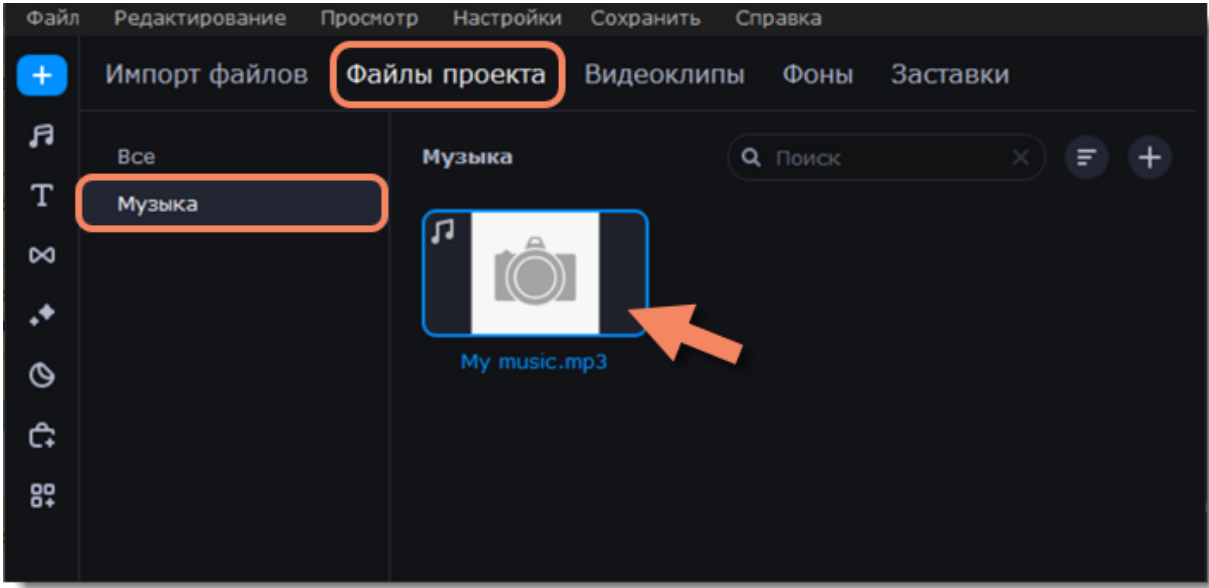 Файл Редактирование Просмотр Настройки Сохранить Справка
Импорт файлов Файлы проекта Видеоклипы Фоны Заставки
Все
Музыка
Музыка
Поиск
My music.mp3